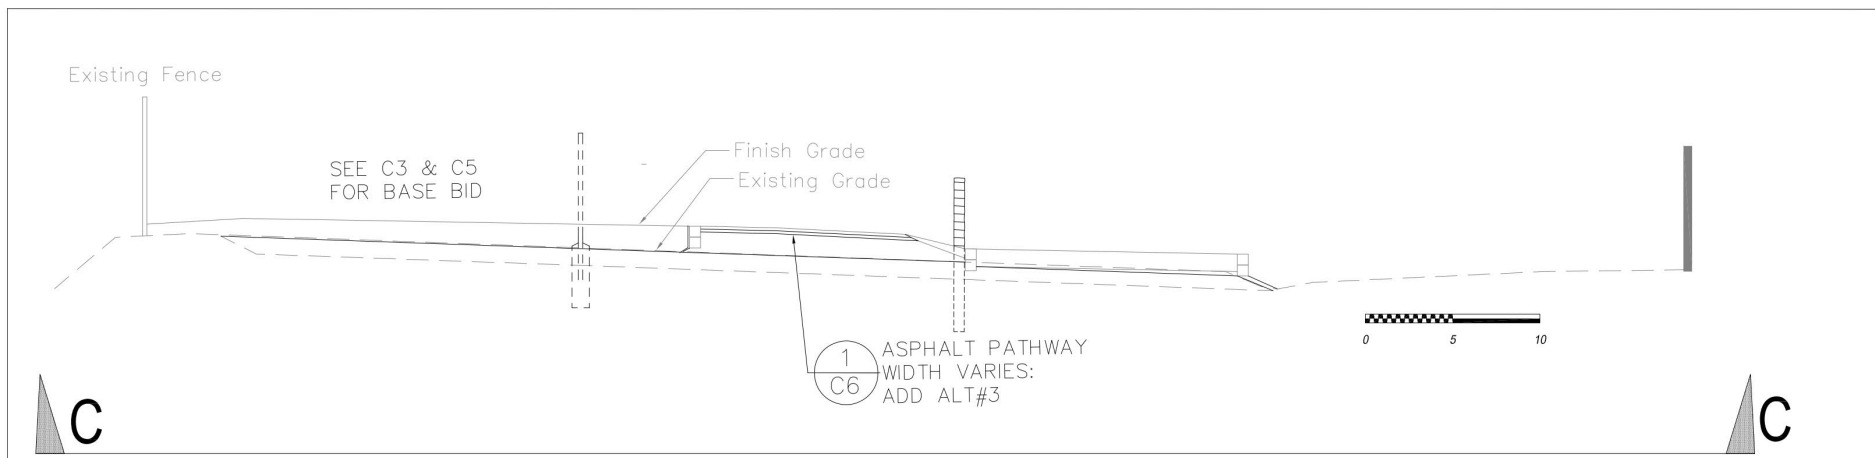 Existing Fence
SEE C3 & C5
FOR BASE BID
Finish Grade
Existing Grade
1
C6
ASPHALT PATHWAY
WIDTH VARIES:
ADD ALT#3
0 5 10
C C